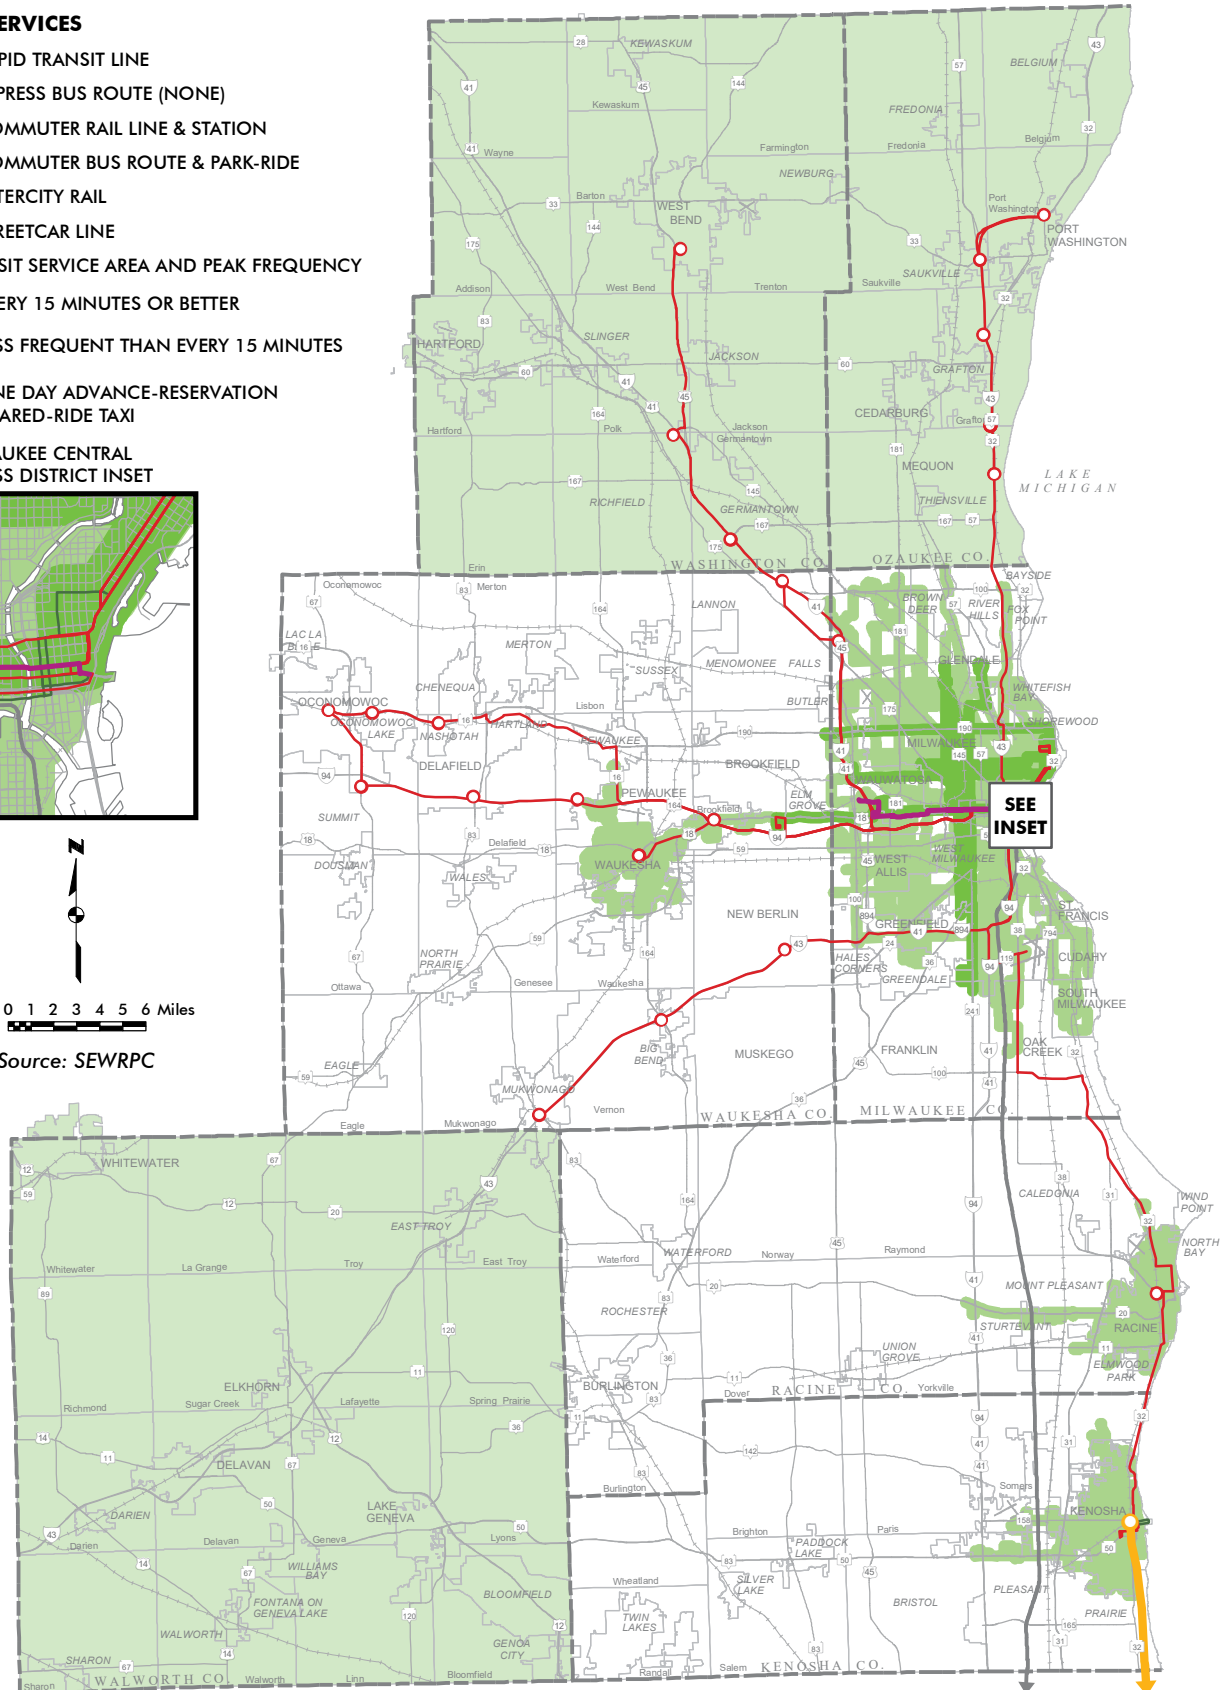 ERVICES
PID TRANSIT LINE
PRESS BUS ROUTE (NONE)
OMMUTER RAIL LINE & STATION
OMMUTER BUS ROUTE & PARK-RIDE
TERCITY RAIL
REETCAR LINE
SIT SERVICE AREA AND PEAK FREQUENCY
ERY 15 MINUTES OR BETTER
SS FREQUENT THAN EVERY 15 MINUTES
NE DAY ADVANCE-RESERVATION
ARED-RIDE TAXI
AUKEE CENTRAL
SS DISTRICT INSET
N
0 1 2 3 4 5 6 Miles
Source: SEWRPC
KEWASKUM
Kewaskum
Wayne
Farmington
NEWBURG
Barton
WEST
BEND
Addison
West Bend
Trenton
HARTFORD
SLINGER
JACKSON
Hartford
Polk
Jackson
Germantown
RICHFIELD
GERMANTOWN
Erin
WASHINGTON CO.
BELGIUM
FREDONIA
Fredonia
Belgium
Port
Washington
PORT
WASHINGTON
SAUKVILLE
Saukville
GRAFTON
CEDARBURG
Grafton
MEQUON
THIENSVILLE
OZAUKEE CO.
LAKE
MICHIGAN
Oconomowoc
Merton
LANNON
LAC LA
MERTON
SUSSEX
MENOMONEE FALLS
CHENEQUA
BUTLER
OCONOMOWOC
OCONOMOWOC
LAKE
NASHOTAH
HARTLAND
Lisbon
PEWAUKEE
DELAFIELD
BROOKFIELD
PEWAUKEE
Brookfield
ELM
GROVE
SUMMIT
Delafield
DOUSMAN
WALES
WAUKESHA
NEW BERLIN
NORTH
PRAIRIE
Ottawa
Genesee
Waukesha
BIG
BEND
MUSKEGO
EAGLE
MUKWONAGO
Eagle
Mukwonago
Vernon
WAUKESHA CO.
BAYSIDE
BROWN
DEER
RIVER
HILLS
FOX
POINT
GLENDALE
WHITEFISH
BAY
SHOREWOOD
MILWAUKEE
WAUWATOSA
SEE
INSET
WEST
MILWAUKEE
WEST
ALLIS
ST.
FRANCIS
GREENFIELD
HALES
CORNERS
GREENDALE
CUDAHY
SOUTH
MILWAUKEE
FRANKLIN
OAK
CREEK
MILWAUKEE CO.
WHITEWATER
EAST TROY
Whitewater
La Grange
Troy
East Troy
ELKHORN
Richmond
Sugar Creek
Lafayette
Spring Prairie
DELAVAN
DARIEN
LAKE
GENEVA
Darien
Delavan
Geneva
Lyons
WILLIAMS
BAY
FONTANA ON
GENEVA LAKE
BLOOMFIELD
WALWORTH
GENOA
CITY
SHARON
Sharon
WALWORTH CO.
Walworth
Linn
Bloomfield
CALEDONIA
WIND
POINT
NORTH
BAY
Waterford
WATERFORD
Norway
Raymond
MOUNT PLEASANT
ROCHESTER
STURTEVANT
RACINE
UNION
GROVE
ELMWOOD
PARK
BURLINGTON
Dover
RACINE CO.
Yorkville
Burlington
Somers
KENOSHA
Brighton
Paris
PADDOCK
LAKE
Wheatland
SILVER
LAKE
PLEASANT
PRAIRIE
BRISTOL
TWIN
LAKES
Randall
Salem
KENOSHA CO.